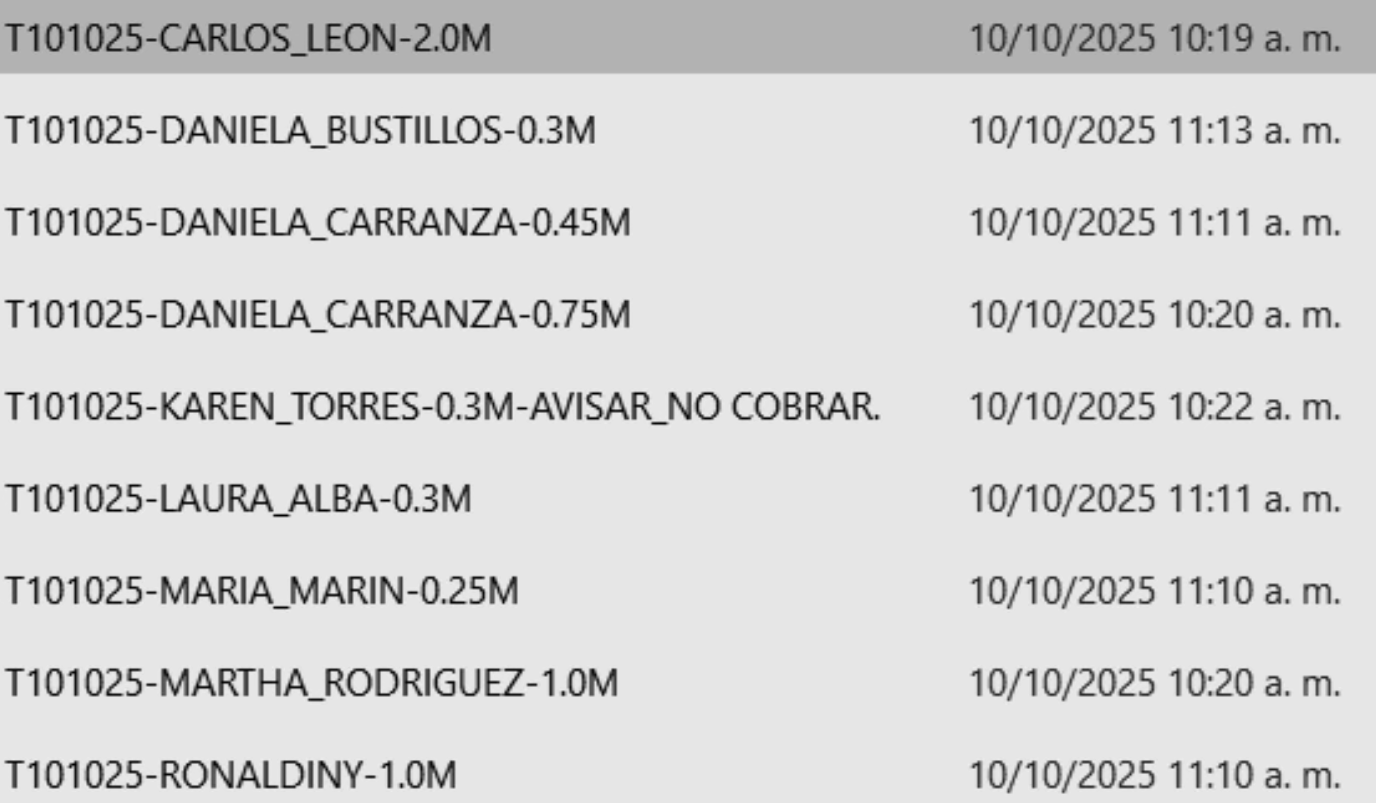 T101025-CARLOS_LEON-2.0M 10/10/2025 10:19 a. m.
T101025-DANIELA_BUSTILLOS-0.3M 10/10/2025 11:13 a. m.
T101025-DANIELA_CARRANZA-0.45M 10/10/2025 11:11 a. m.
T101025-DANIELA_CARRANZA-0.75M 10/10/2025 10:20 a. m.
T101025-KAREN_TORRES-0.3M-AVISAR_NO COBRAR. 10/10/2025 10:22 a. m.
T101025-LAURA_ALBA-0.3M 10/10/2025 11:11 a. m.
T101025-MARIA_MARIN-0.25M 10/10/2025 11:10 a. m.
T101025-MARTHA_RODRIGUEZ-1.0M 10/10/2025 10:20 a. m.
T101025-RONALDINY-1.0M 10/10/2025 11:10 a. m.